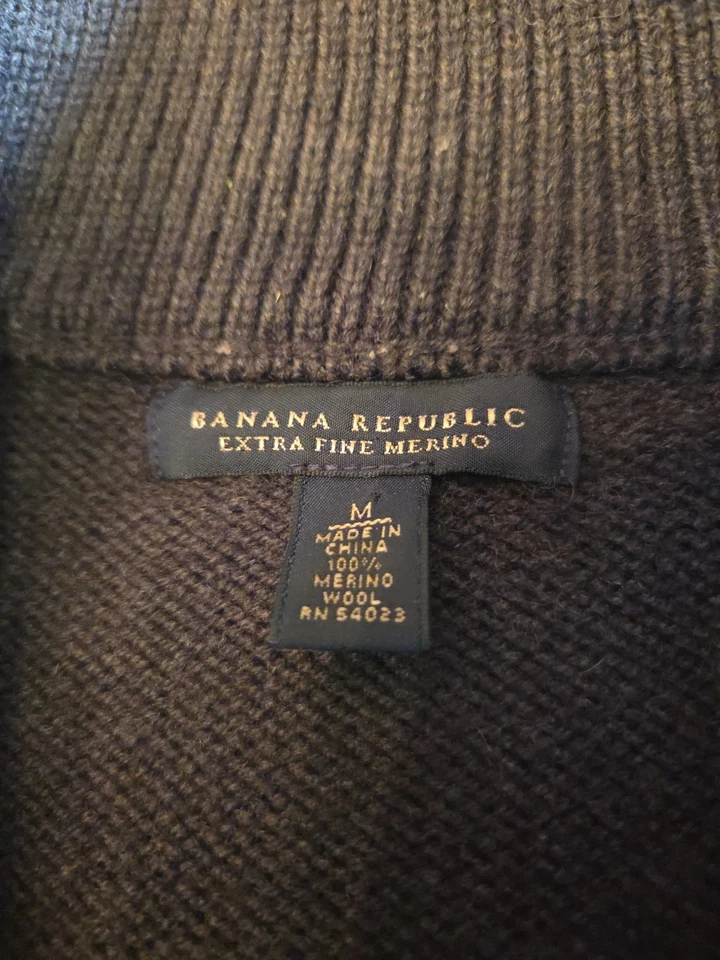 BANANA REPUBLIC
EXTRA FINE MERINO
M
MADE IN
CHINA
100%
MERINO
WOOL
RN 54023